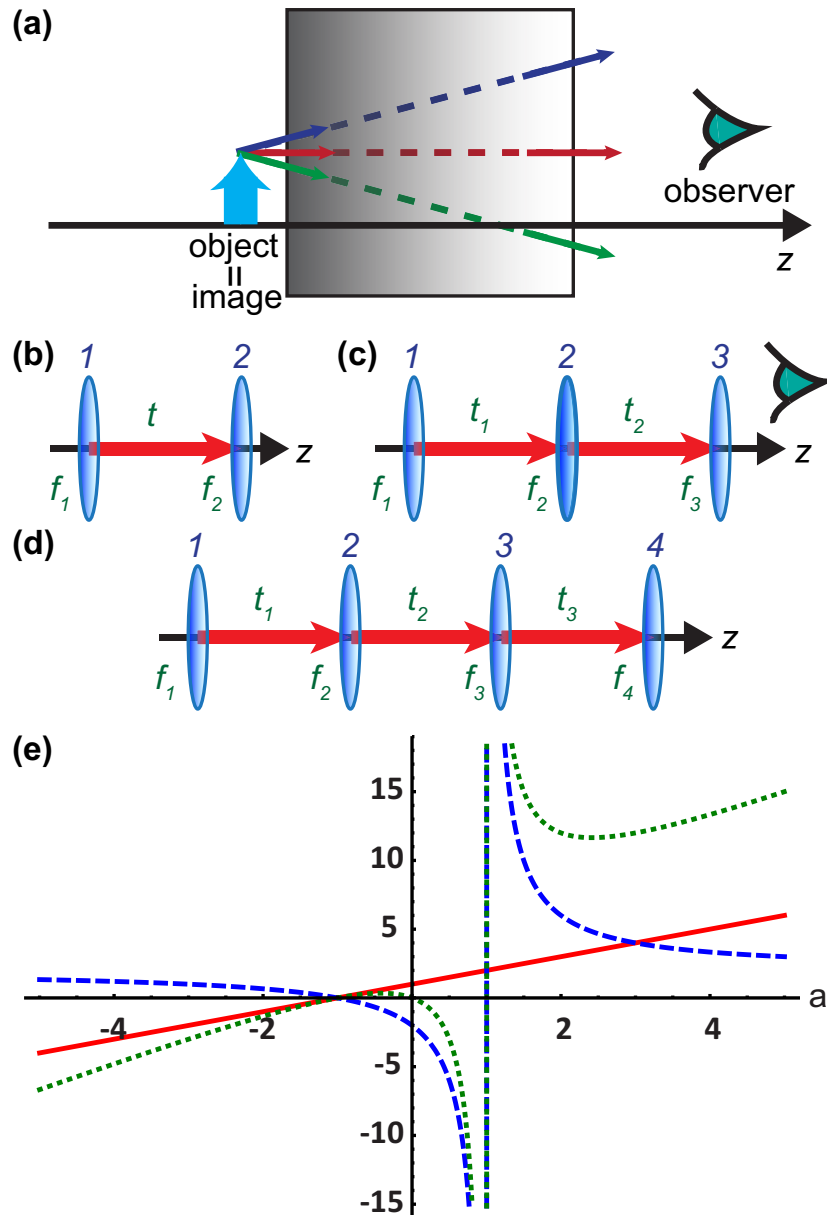 (a)
observer
z
object
=
image
(b)
1 2
t
z
f₁ f₂
(c)
1 2 3
t₁ t₂
z
f₁ f₂ f₃
(d)
1 2 3 4
t₁ t₂ t₃
z
f₁ f₂ f₃ f₄
(e)
15
10
5
a
-4 -2 2 4
-5
-10
-15